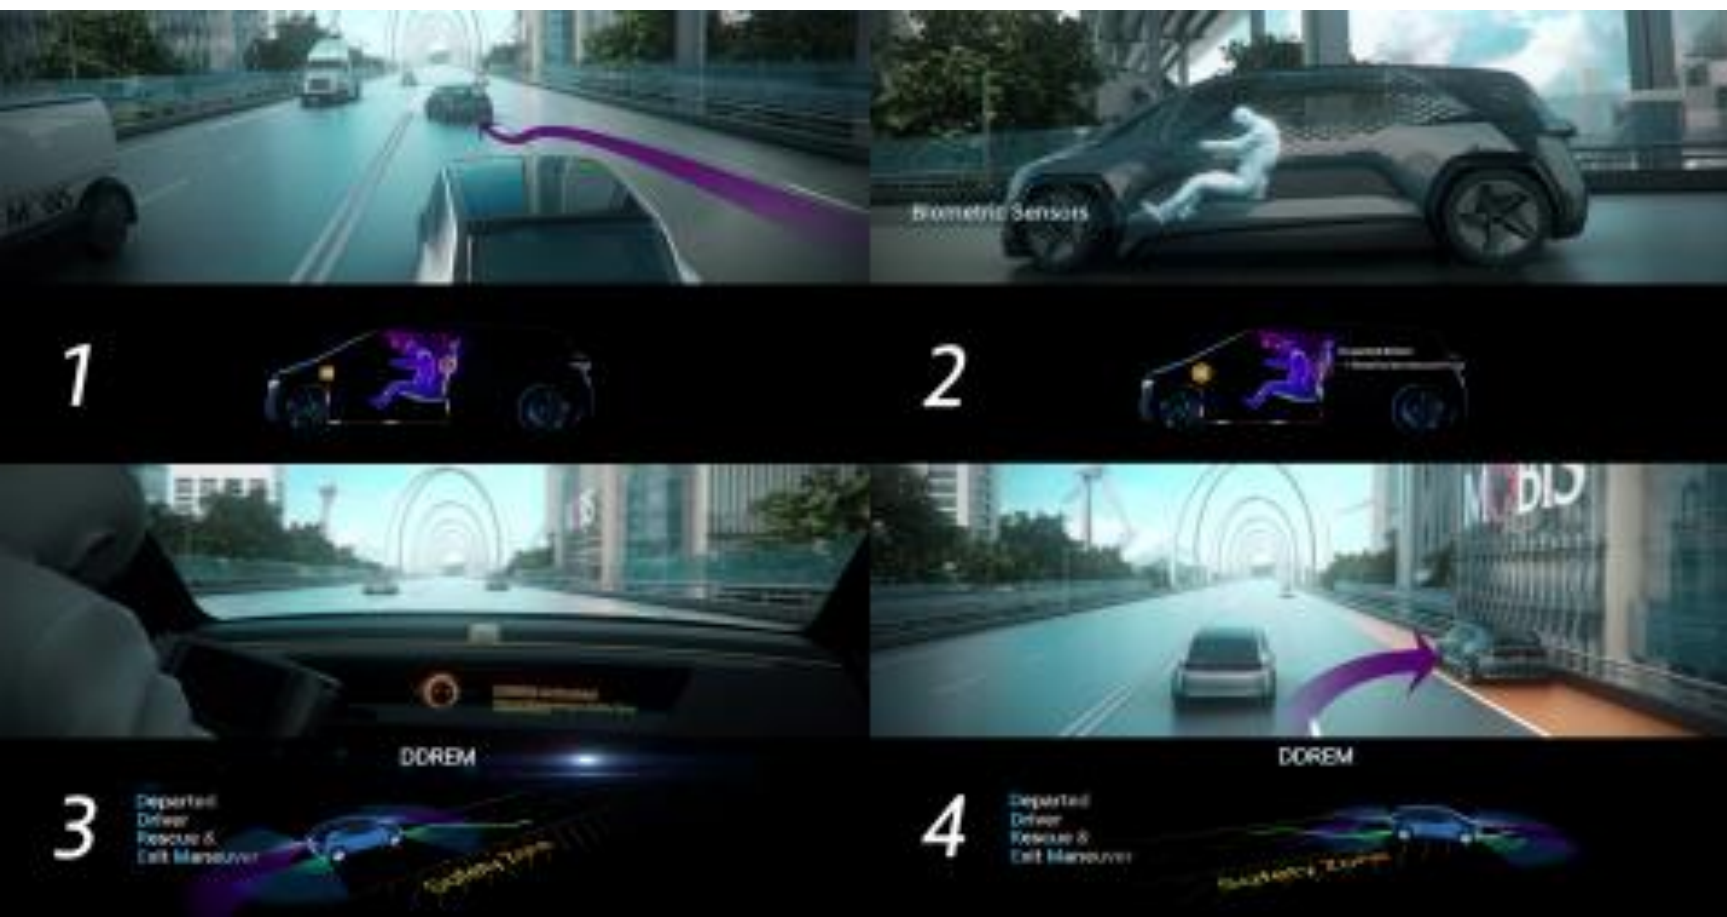 Biometric Sensors
1
2
MOBIS
DDREM
3
Departed
Driver
Rescue &
Exit Maneuver
Safety Zone
DDREM
4
Departed
Driver
Rescue &
Exit Maneuver
Safety Zone